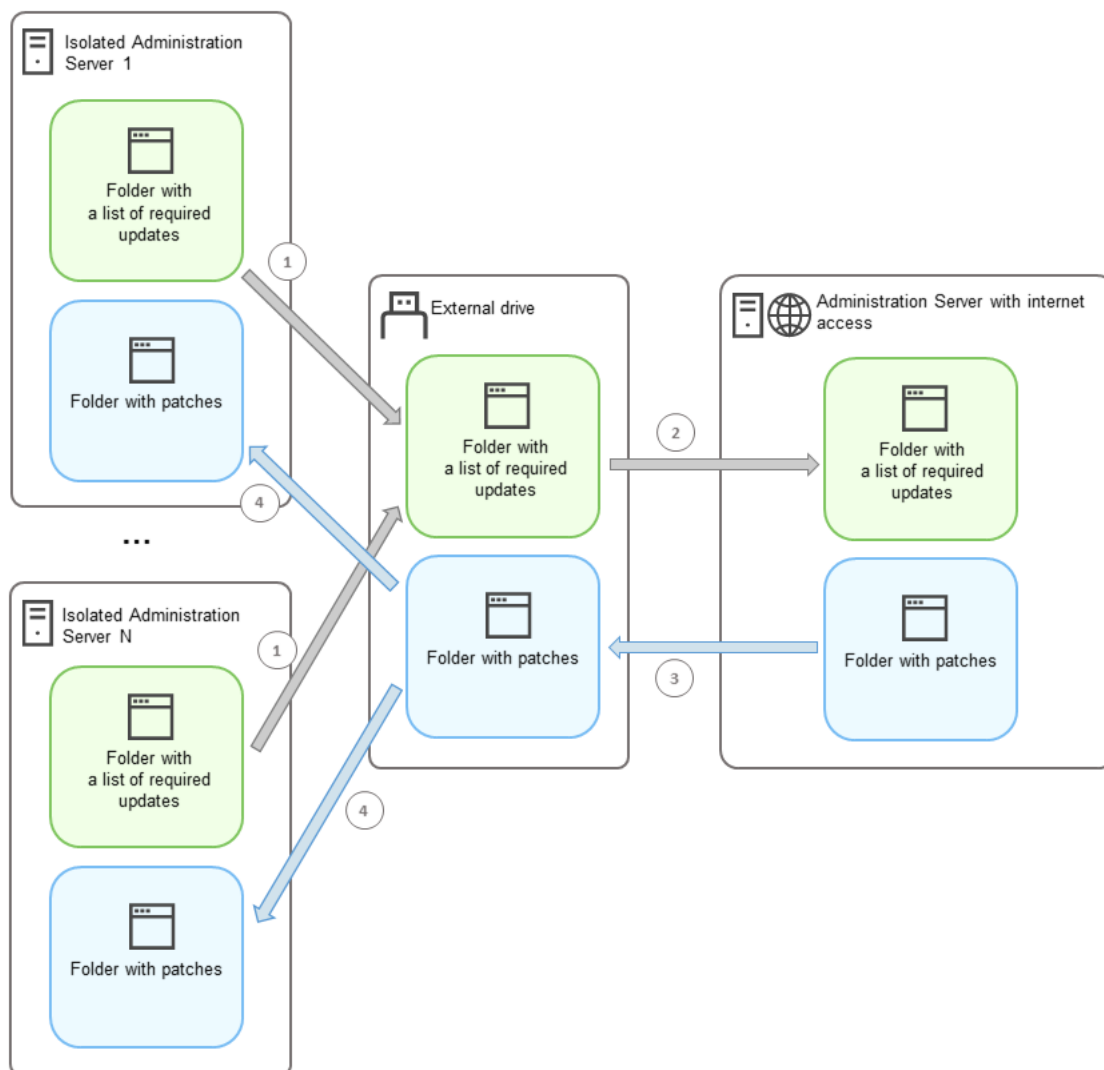 Isolated Administration
Server 1
Folder with
a list of required
updates
1
Folder with patches
4
...
Isolated Administration
Server N
Folder with
a list of required
updates
1
Folder with patches
4
External drive
Folder with
a list of required
updates
2
Folder with patches
3
Administration Server with internet
access
Folder with
a list of required
updates
Folder with patches